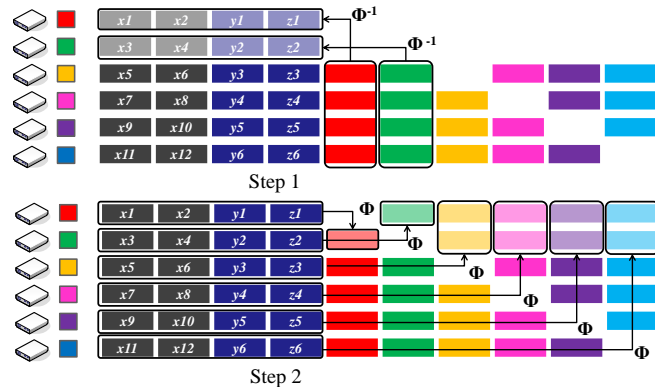 x1 x2 y1 z1 Φ-1
x3 x4 y2 z2 Φ-1
x5 x6 y3 z3
x7 x8 y4 z4
x9 x10 y5 z5
x11 x12 y6 z6
Step 1
x1 x2 y1 z1 Φ
x3 x4 y2 z2 Φ
x5 x6 y3 z3 Φ Φ Φ Φ
x7 x8 y4 z4
x9 x10 y5 z5
x11 x12 y6 z6
Step 2